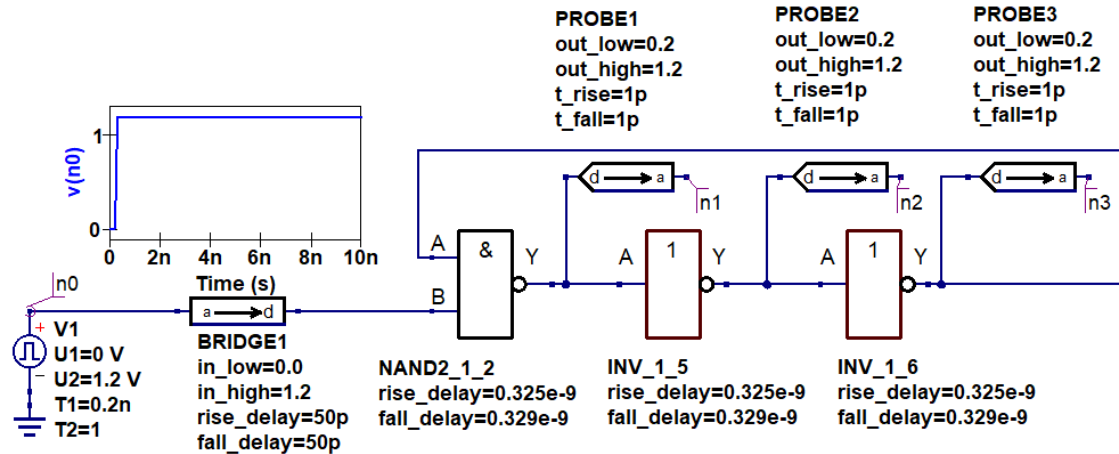 PROBE1
out_low=0.2
out_high=1.2
t_rise=1p
t_fall=1p
PROBE2
out_low=0.2
out_high=1.2
t_rise=1p
t_fall=1p
PROBE3
out_low=0.2
out_high=1.2
t_rise=1p
t_fall=1p
v(n0)
1
0
0 2n 4n 6n 8n 10n
Time (s)
d a
n1
d a
n2
d a
n3
A
B
&
Y
A
1
Y
A
1
Y
n0
a d
+
−
V1
U1=0 V
U2=1.2 V
T1=0.2n
T2=1
BRIDGE1
in_low=0.0
in_high=1.2
rise_delay=50p
fall_delay=50p
NAND2_1_2
rise_delay=0.325e-9
fall_delay=0.329e-9
INV_1_5
rise_delay=0.325e-9
fall_delay=0.329e-9
INV_1_6
rise_delay=0.325e-9
fall_delay=0.329e-9